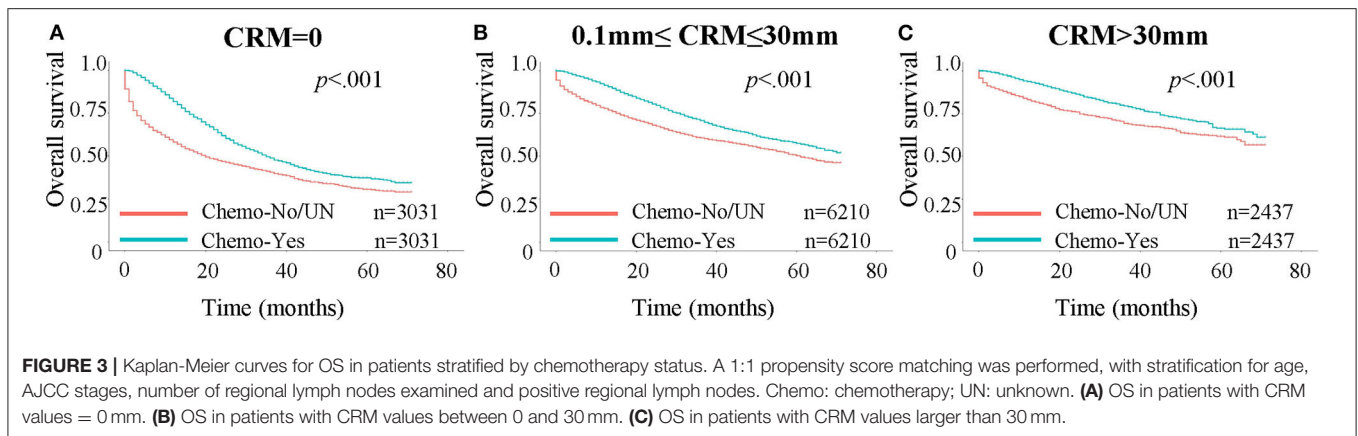 A
CRM=0
p<.001
Overall survival
1.0
0.75
0.50
0.25
0
Chemo-No/UN n=3031
Chemo-Yes n=3031
0 20 40 60 80
Time (months)
B
0.1mm≤ CRM≤30mm
p<.001
Overall survival
1.0
0.75
0.50
0.25
0
Chemo-No/UN n=6210
Chemo-Yes n=6210
0 20 40 60 80
Time (months)
C
CRM>30mm
p<.001
Overall survival
1.0
0.75
0.50
0.25
0
Chemo-No/UN n=2437
Chemo-Yes n=2437
0 20 40 60 80
Time (months)
FIGURE 3 | Kaplan-Meier curves for OS in patients stratified by chemotherapy status. A 1:1 propensity score matching was performed, with stratification for age,
AJCC stages, number of regional lymph nodes examined and positive regional lymph nodes. Chemo: chemotherapy; UN: unknown. (A) OS in patients with CRM
values = 0 mm. (B) OS in patients with CRM values between 0 and 30 mm. (C) OS in patients with CRM values larger than 30 mm.